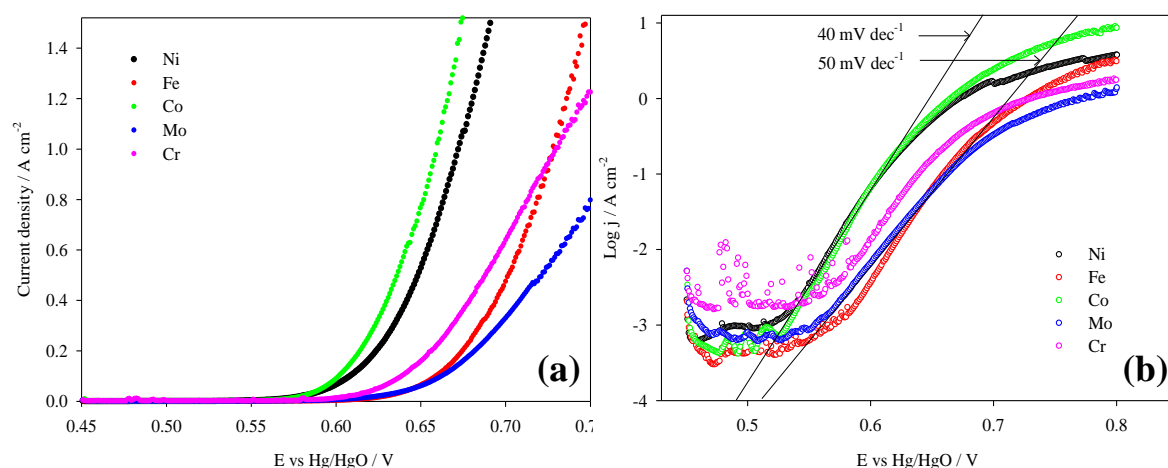 1.4
1.2
1.0
0.8
0.6
0.4
0.2
0.0
Current density / A cm-2
Ni
Fe
Co
Mo
Cr
(a)
0.45 0.50 0.55 0.60 0.65 0.70 0.7
E vs Hg/HgO / V
1
0
-1
-2
-3
-4
Log j / A cm-2
40 mV dec-1
50 mV dec-1
Ni
Fe
Co
Mo
Cr
(b)
0.5 0.6 0.7 0.8
E vs Hg/HgO / V